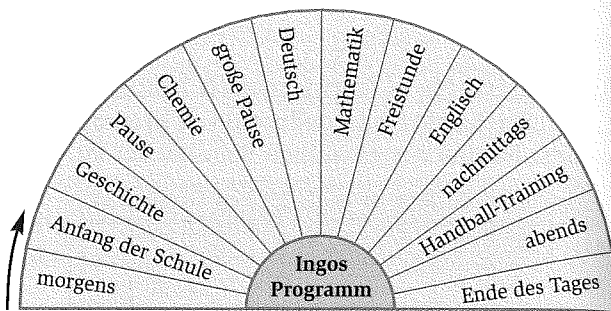 morgens
Anfang der Schule
Geschichte
Pause
Chemie
große Pause
Deutsch
Mathematik
Freistunde
Englisch
nachmittags
Handball-Training
abends
Ende des Tages
Ingos
Programm